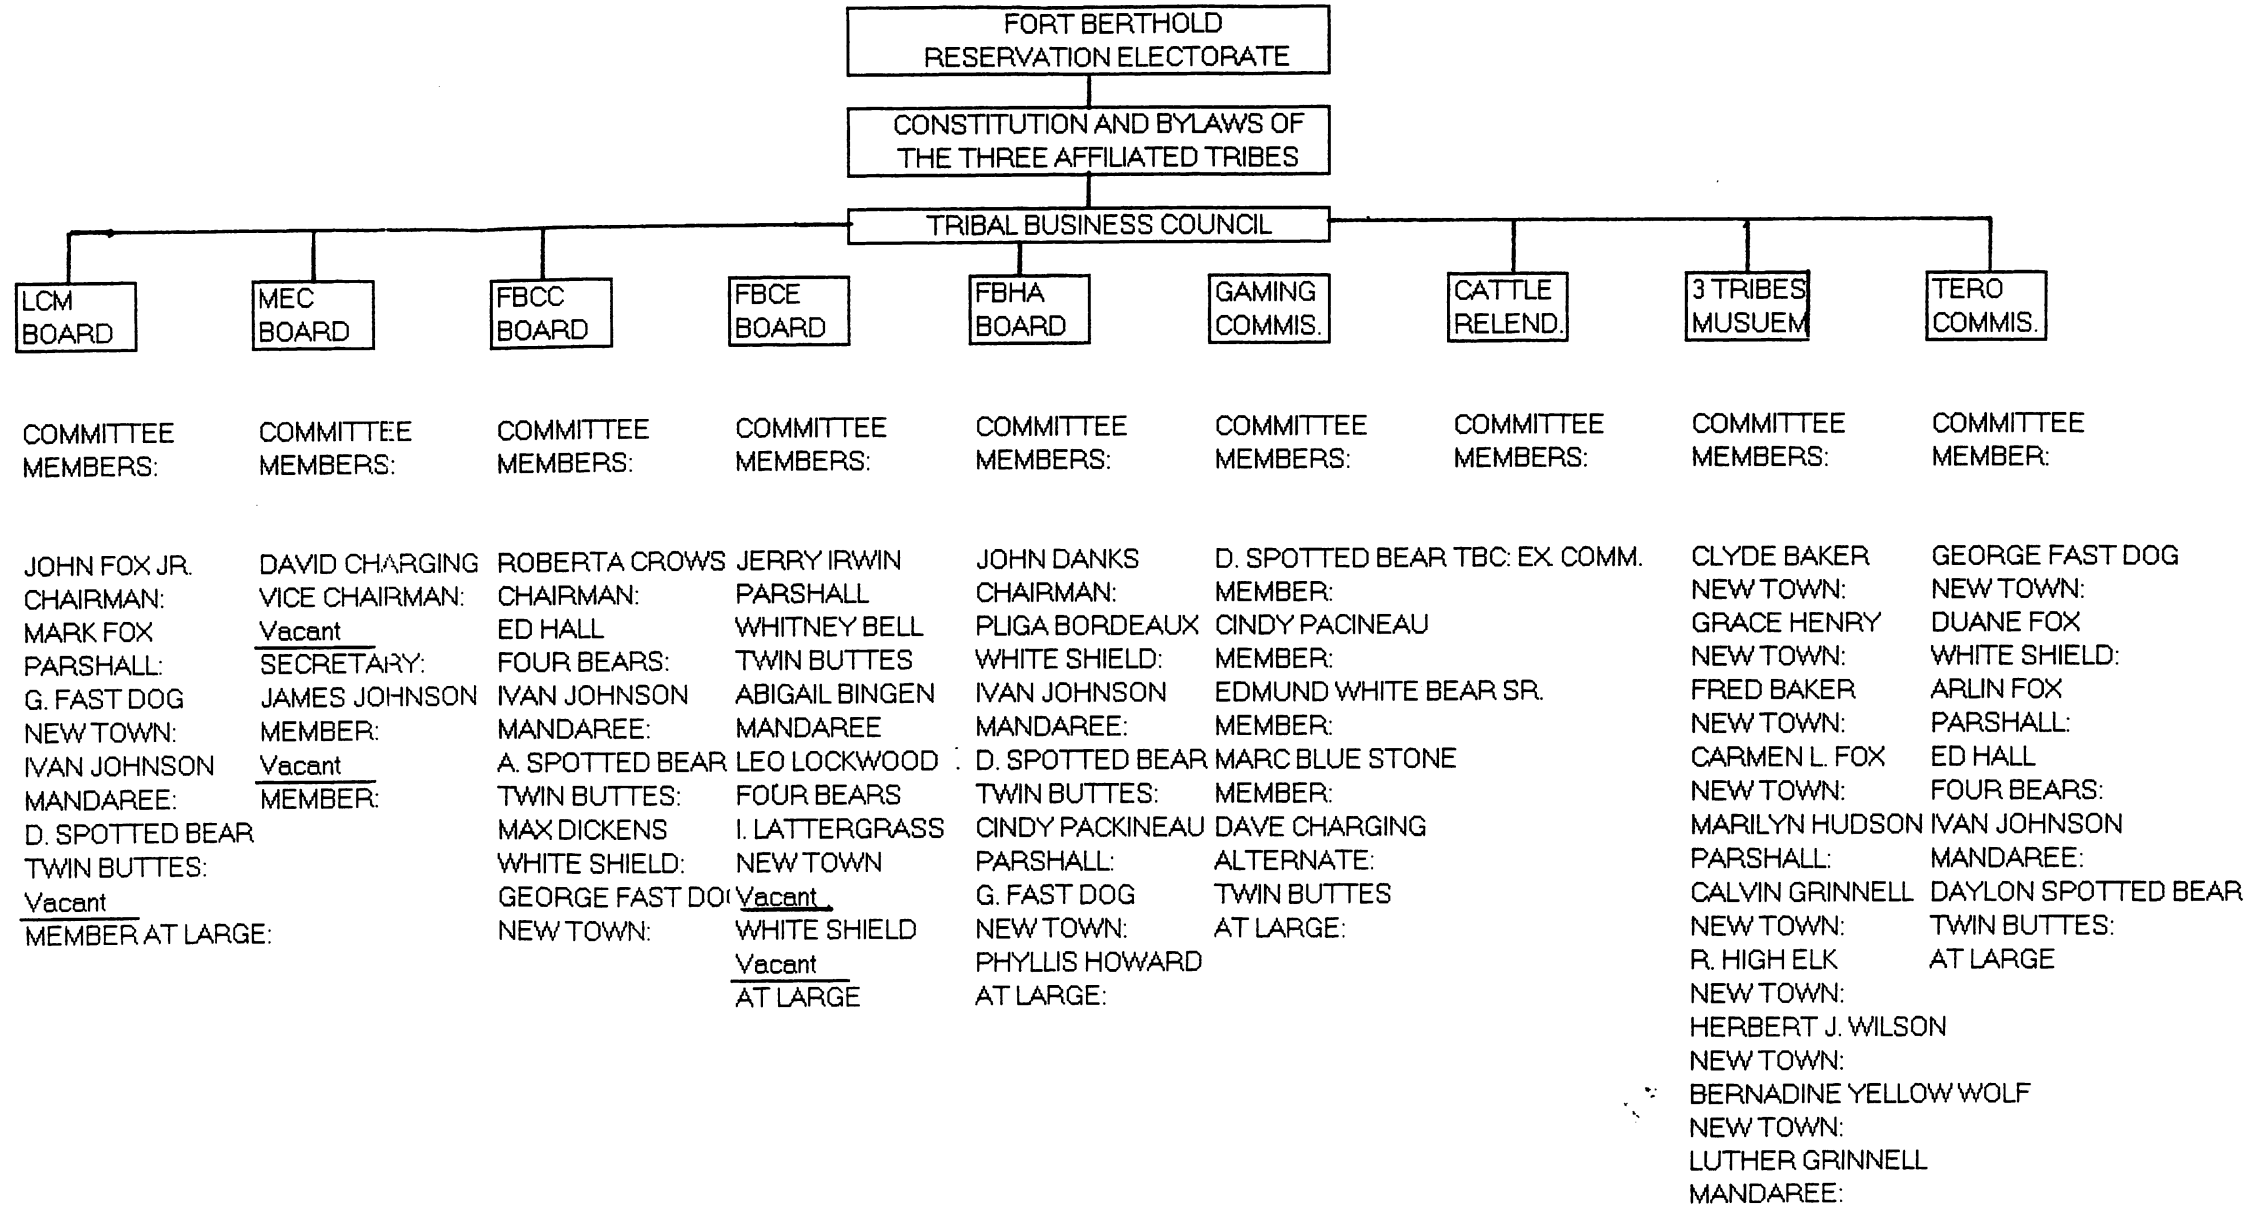 FORT BERTHOLD
RESERVATION ELECTORATE
CONSTITUTION AND BYLAWS OF
THE THREE AFFILIATED TRIBES
TRIBAL BUSINESS COUNCIL
LCM
BOARD
COMMITTEE
MEMBERS:
JOHN FOX JR.
CHAIRMAN:
MARK FOX
PARSHALL:
G. FAST DOG
NEW TOWN:
IVAN JOHNSON
MANDAREE:
D. SPOTTED BEAR
TWIN BUTTES:
Vacant
MEMBER AT LARGE:
MEC
BOARD
COMMITTEE
MEMBERS:
DAVID CHARGING
VICE CHAIRMAN:
Vacant
SECRETARY:
JAMES JOHNSON
MEMBER:
Vacant
MEMBER:
FBCC
BOARD
COMMITTEE
MEMBERS:
ROBERTA CROWS
CHAIRMAN:
ED HALL
FOUR BEARS:
IVAN JOHNSON
MANDAREE:
A. SPOTTED BEAR
TWIN BUTTES:
MAX DICKENS
WHITE SHIELD:
GEORGE FAST DO
NEW TOWN:
FBCE
BOARD
COMMITTEE
MEMBERS:
JERRY IRWIN
PARSHALL
WHITNEY BELL
TWIN BUTTES
ABIGAIL BINGEN
MANDAREE
LEO LOCKWOOD
FOUR BEARS
I. LATTERGRASS
NEW TOWN
Vacant
WHITE SHIELD
Vacant
AT LARGE
FBHA
BOARD
COMMITTEE
MEMBERS:
JOHN DANKS
CHAIRMAN:
PLIGA BORDEAUX
WHITE SHIELD:
IVAN JOHNSON
MANDAREE:
D. SPOTTED BEAR
TWIN BUTTES:
CINDY PACKINEAU
PARSHALL:
G. FAST DOG
NEW TOWN:
PHYLLIS HOWARD
AT LARGE:
GAMING
COMMIS.
COMMITTEE
MEMBERS:
D. SPOTTED BEAR TBC: EX. COMM.
MEMBER:
CINDY PACINEAU
MEMBER:
EDMUND WHITE BEAR SR.
MEMBER:
MARC BLUE STONE
MEMBER:
DAVE CHARGING
ALTERNATE:
TWIN BUTTES
AT LARGE:
CATTLE
RELEND.
COMMITTEE
MEMBERS:
3 TRIBES
MUSUEM
COMMITTEE
MEMBERS:
CLYDE BAKER
NEW TOWN:
GRACE HENRY
NEW TOWN:
FRED BAKER
NEW TOWN:
CARMEN L. FOX
NEW TOWN:
MARILYN HUDSON
PARSHALL:
CALVIN GRINNELL
NEW TOWN:
R. HIGH ELK
NEW TOWN:
HERBERT J. WILSON
NEW TOWN:
BERNADINE YELLOW WOLF
NEW TOWN:
LUTHER GRINNELL
MANDAREE:
TERO
COMMIS.
COMMITTEE
MEMBER:
GEORGE FAST DOG
NEW TOWN:
DUANE FOX
WHITE SHIELD:
ARLIN FOX
PARSHALL:
ED HALL
FOUR BEARS:
IVAN JOHNSON
MANDAREE:
DAYLON SPOTTED BEAR
TWIN BUTTES:
AT LARGE